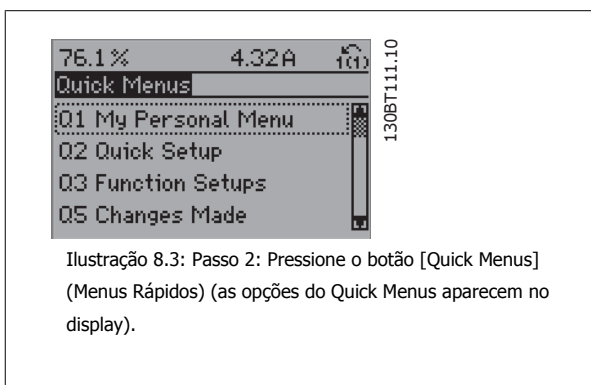 76.1% 4.32A 1(1)
Quick Menus
Q1 My Personal Menu
Q2 Quick Setup
Q3 Function Setups
Q5 Changes Made
130BT111.10
Ilustração 8.3: Passo 2: Pressione o botão [Quick Menus]
(Menus Rápidos) (as opções do Quick Menus aparecem no
display).